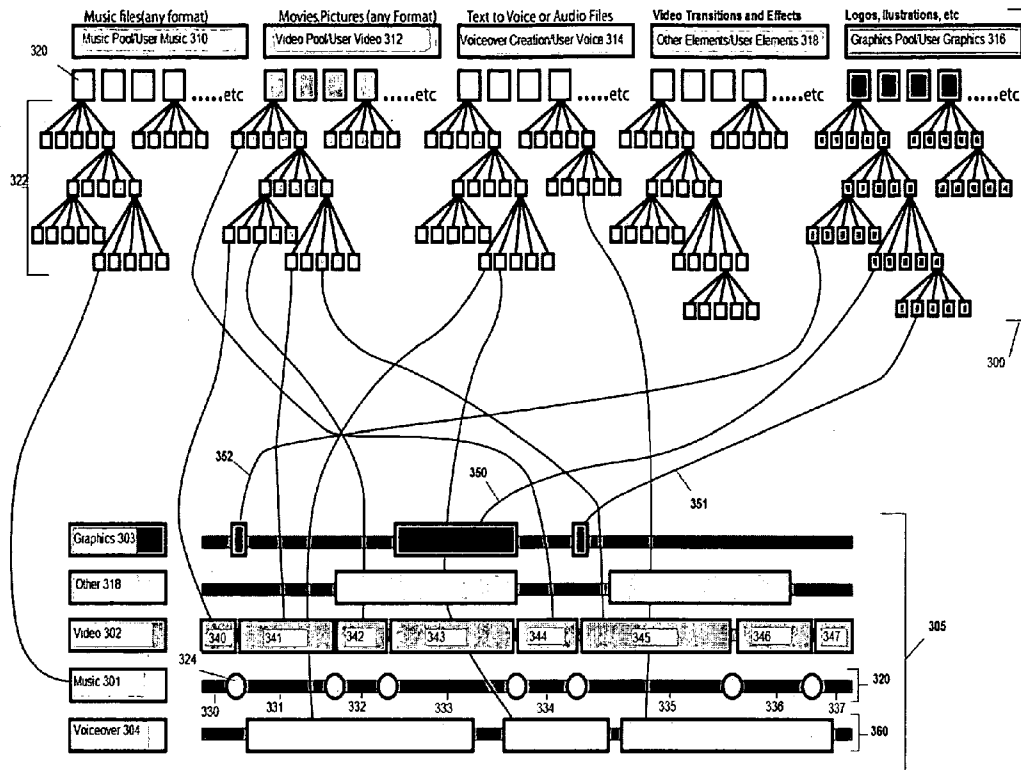 Music files(any format)
Movies,Pictures (any Format)
Text to Voice or Audio Files
Video Transitions and Effects
Logos, Ilustrations, etc
Music Pool/User Music 310
Video Pool/User Video 312
Voiceover Creation/User Voice 314
Other Elements/User Elements 318
Graphics Pool/User Graphics 316
320
.....etc
.....etc
.....etc
.....etc
.....etc
322
300
352
350
351
Graphics 303
Other 318
Video 302
340
341
342
343
344
345
346
347
305
324
Music 301
320
330
331
332
333
334
335
336
337
Voiceover 304
360